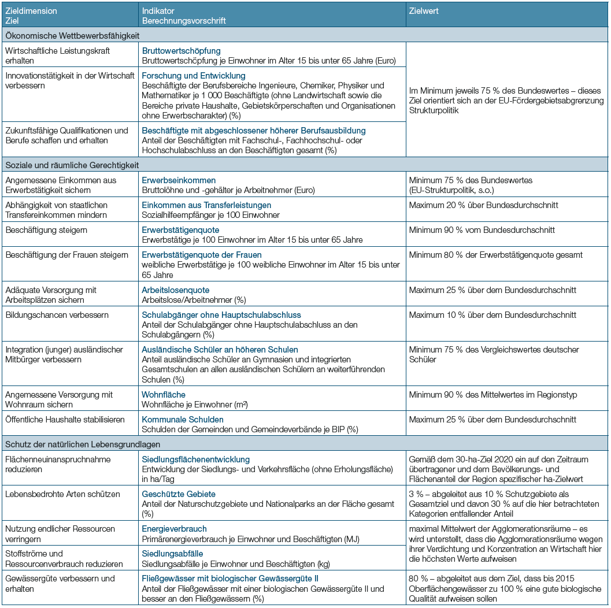 Zieldimension
Ziel
Indikator
Berechnungsvorschrift
Zielwert
Ökonomische Wettbewerbsfähigkeit
Wirtschaftliche Leistungskraft
erhalten
Bruttowertschöpfung
Bruttowertschöpfung je Einwohner im Alter 15 bis unter 65 Jahre (Euro)
Im Minimum jeweils 75 % des Bundeswertes – dieses
Ziel orientiert sich an der EU-Fördergebietsabgrenzung
Strukturpolitik
Innovationstätigkeit in der Wirtschaft
verbessern
Forschung und Entwicklung
Beschäftigte der Berufsbereiche Ingenieure, Chemiker, Physiker und
Mathematiker je 1 000 Beschäftigte (ohne Landwirtschaft sowie die
Bereiche private Haushalte, Gebietskörperschaften und Organisationen
ohne Erwerbscharakter) (%)
Zukunftsfähige Qualifikationen und
Berufe schaffen und erhalten
Beschäftigte mit abgeschlossener höherer Berufsausbildung
Anteil der Beschäftigten mit Fachschul-, Fachhochschul- oder
Hochschulabschluss an den Beschäftigten gesamt (%)
Soziale und räumliche Gerechtigkeit
Angemessene Einkommen aus
Erwerbstätigkeit sichern
Erwerbseinkommen
Bruttolöhne und -gehälter je Arbeitnehmer (Euro)
Minimum 75 % des Bundeswertes
(EU-Strukturpolitik, s.o.)
Abhängigkeit von staatlichen
Transfereinkommen mindern
Einkommen aus Transferleistungen
Sozialhilfeempfänger je 100 Einwohner
Maximum 20 % über Bundesdurchschnitt
Beschäftigung steigern
Erwerbstätigenquote
Erwerbstätige je 100 Einwohner im Alter 15 bis unter 65 Jahre
Minimum 90 % vom Bundesdurchschnitt
Beschäftigung der Frauen steigern
Erwerbstätigenquote der Frauen
weibliche Erwerbstätige je 100 weibliche Einwohner im Alter 15 bis unter
65 Jahre
Minimum 80 % der Erwerbstätigenquote gesamt
Adäquate Versorgung mit
Arbeitsplätzen sichern
Arbeitslosenquote
Arbeitslose/Arbeitnehmer (%)
Maximum 25 % über dem Bundesdurchschnitt
Bildungschancen verbessern
Schulabgänger ohne Hauptschulabschluss
Anteil der Schulabgänger ohne Hauptschulabschluss an den
Schulabgängern (%)
Maximum 10 % über dem Bundesdurchschnitt
Integration (junger) ausländischer
Mitbürger verbessern
Ausländische Schüler an höheren Schulen
Anteil ausländische Schüler an Gymnasien und integrierten
Gesamtschulen an allen ausländischen Schülern an weiterführenden
Schulen (%)
Minimum 75 % des Vergleichswertes deutscher
Schüler
Angemessene Versorgung mit
Wohnraum sichern
Wohnfläche
Wohnfläche je Einwohner (m²)
Minimum 90 % des Mittelwertes im Regionstyp
Öffentliche Haushalte stabilisieren
Kommunale Schulden
Schulden der Gemeinden und Gemeindeverbände je BIP (%)
Maximum 25 % über dem Bundesdurchschnitt
Schutz der natürlichen Lebensgrundlagen
Flächenneuinanspruchnahme
reduzieren
Siedlungsflächenentwicklung
Entwicklung der Siedlungs- und Verkehrsfläche (ohne Erholungsfläche)
in ha/Tag
Gemäß dem 30-ha-Ziel 2020 ein auf den Zeitraum
übertragener und dem Bevölkerungs- und
Flächenanteil der Region spezifischer ha-Zielwert
Lebensbedrohte Arten schützen
Geschützte Gebiete
Anteil der Naturschutzgebiete und Nationalparks an der Fläche gesamt
(%)
3 % – abgeleitet aus 10 % Schutzgebiete als
Gesamtziel und davon 30 % auf die hier betrachteten
Kategorien entfallender Anteil
Nutzung endlicher Ressourcen
verringern
Energieverbrauch
Primärenergieverbrauch je Einwohner und Beschäftigten (MJ)
maximal Mittelwert der Agglomerationsräume – es
wird unterstellt, dass die Agglomerationsräume wegen
ihrer Verdichtung und Konzentration an Wirtschaft hier
die höchsten Werte aufweisen
Stoffströme und
Ressourcenverbrauch reduzieren
Siedlungsabfälle
Siedlungsabfälle je Einwohner und Beschäftigten (kg)
Gewässergüte verbessern und
erhalten
Fließgewässer mit biologischer Gewässergüte II
Anteil der Fließgewässer mit einer biologischen Gewässergüte II und
besser an den Fließgewässern (%)
80 % – abgeleitet aus dem Ziel, dass bis 2015
Oberflächengewässer zu 100 % eine gute biologische
Qualität aufweisen sollen